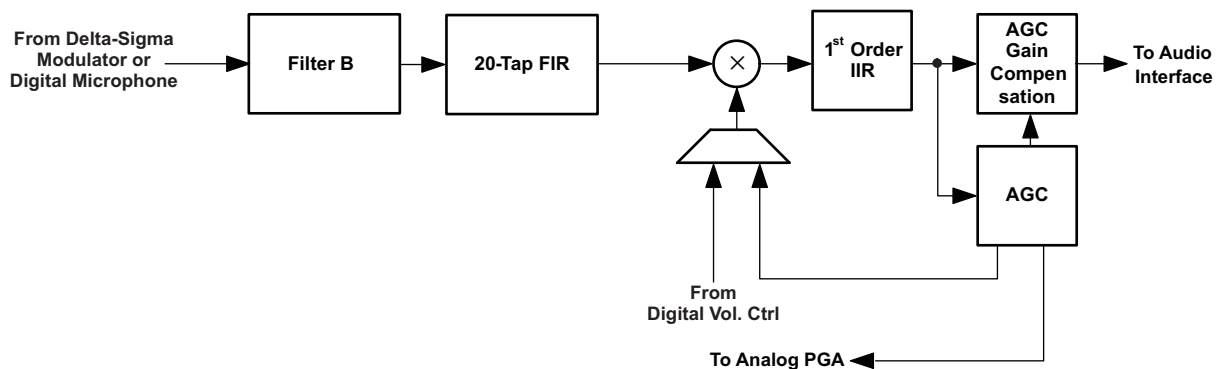 From Delta-Sigma
Modulator or
Digital Microphone
Filter B
20-Tap FIR
×
1st Order
IIR
AGC
Gain
Compen
sation
To Audio
Interface
AGC
From
Digital Vol. Ctrl
To Analog PGA